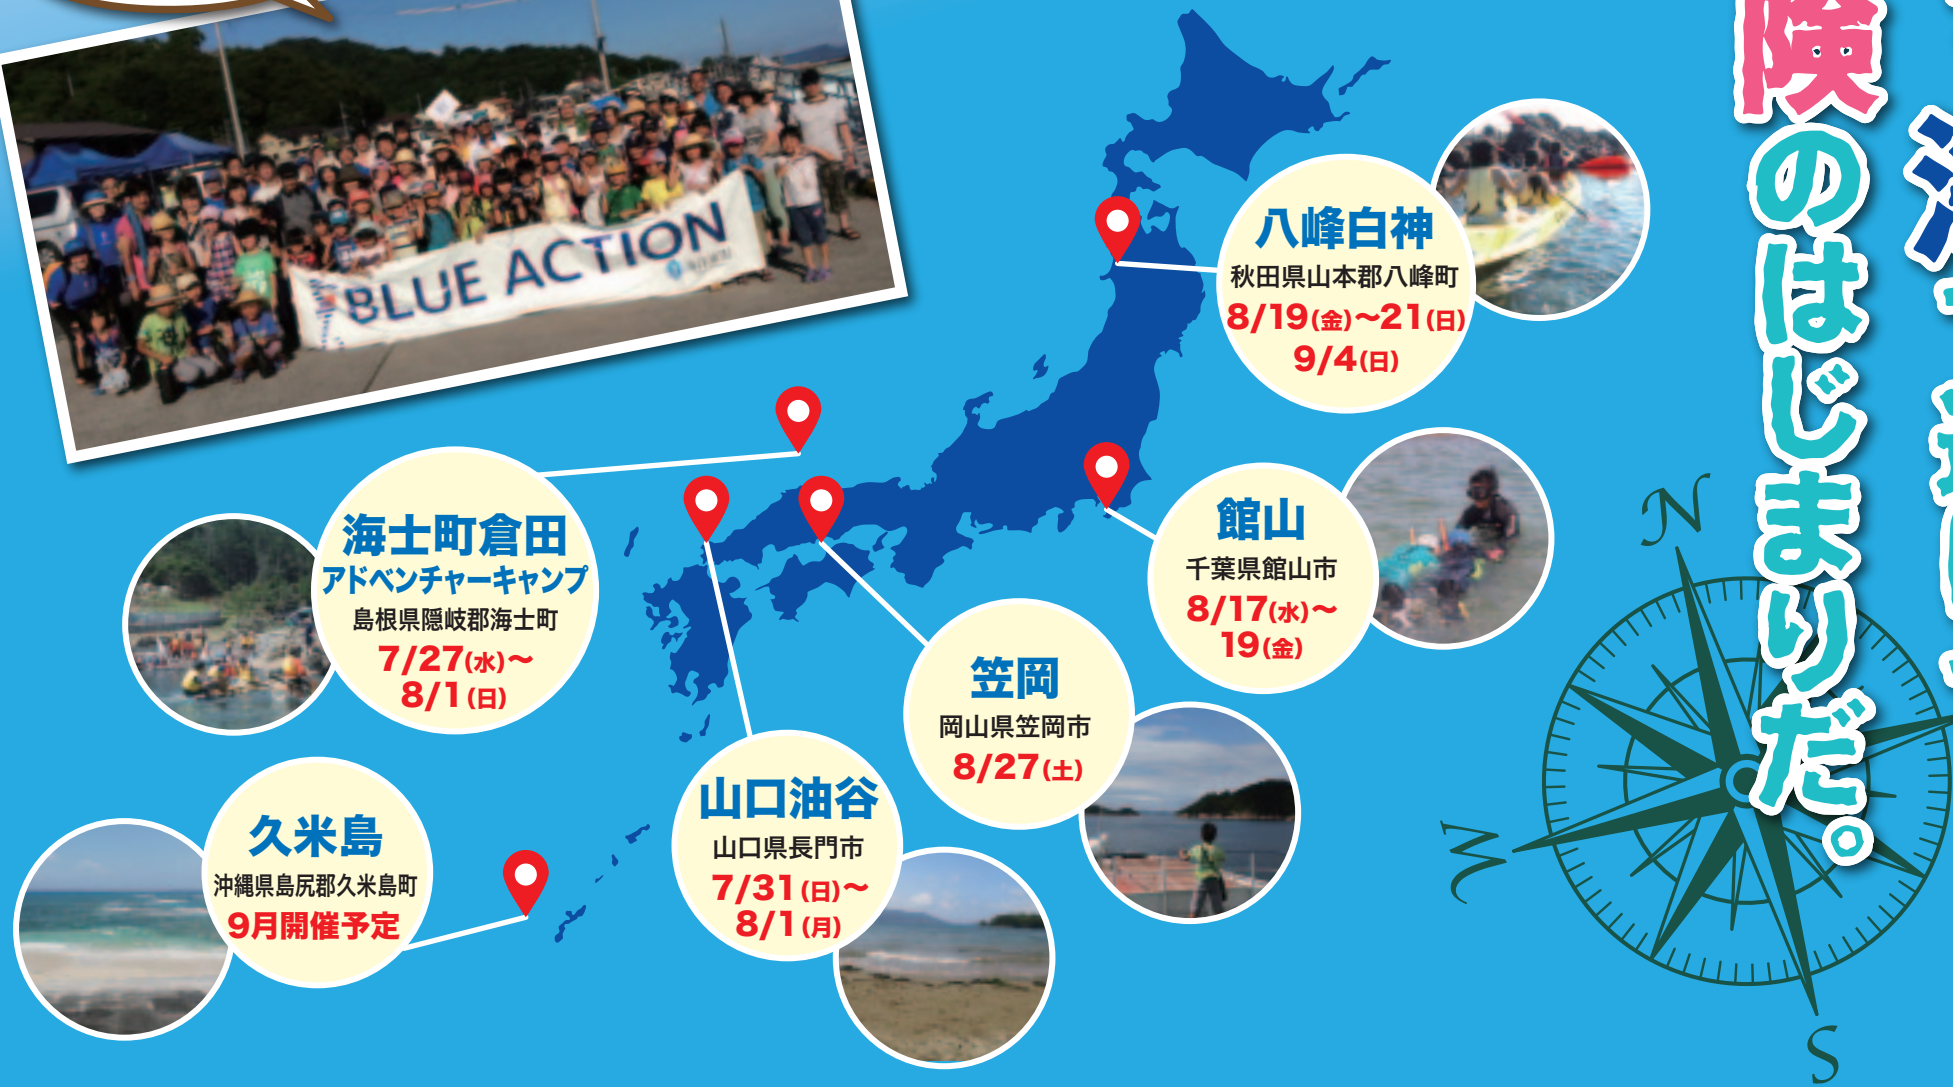 BLUE ACTION
険のはじまりだ。
八峰白神
秋田県山本郡八峰町
8/19(金)〜21(日)
9/4(日)
館山
千葉県館山市
8/17(水)〜
19(金)
海士町倉田
アドベンチャーキャンプ
島根県隠岐郡海士町
7/27(水)〜
8/1(日)
笠岡
岡山県笠岡市
8/27(土)
山口油谷
山口県長門市
7/31(日)〜
8/1(月)
久米島
沖縄県島尻郡久米島町
9月開催予定
N
W
S